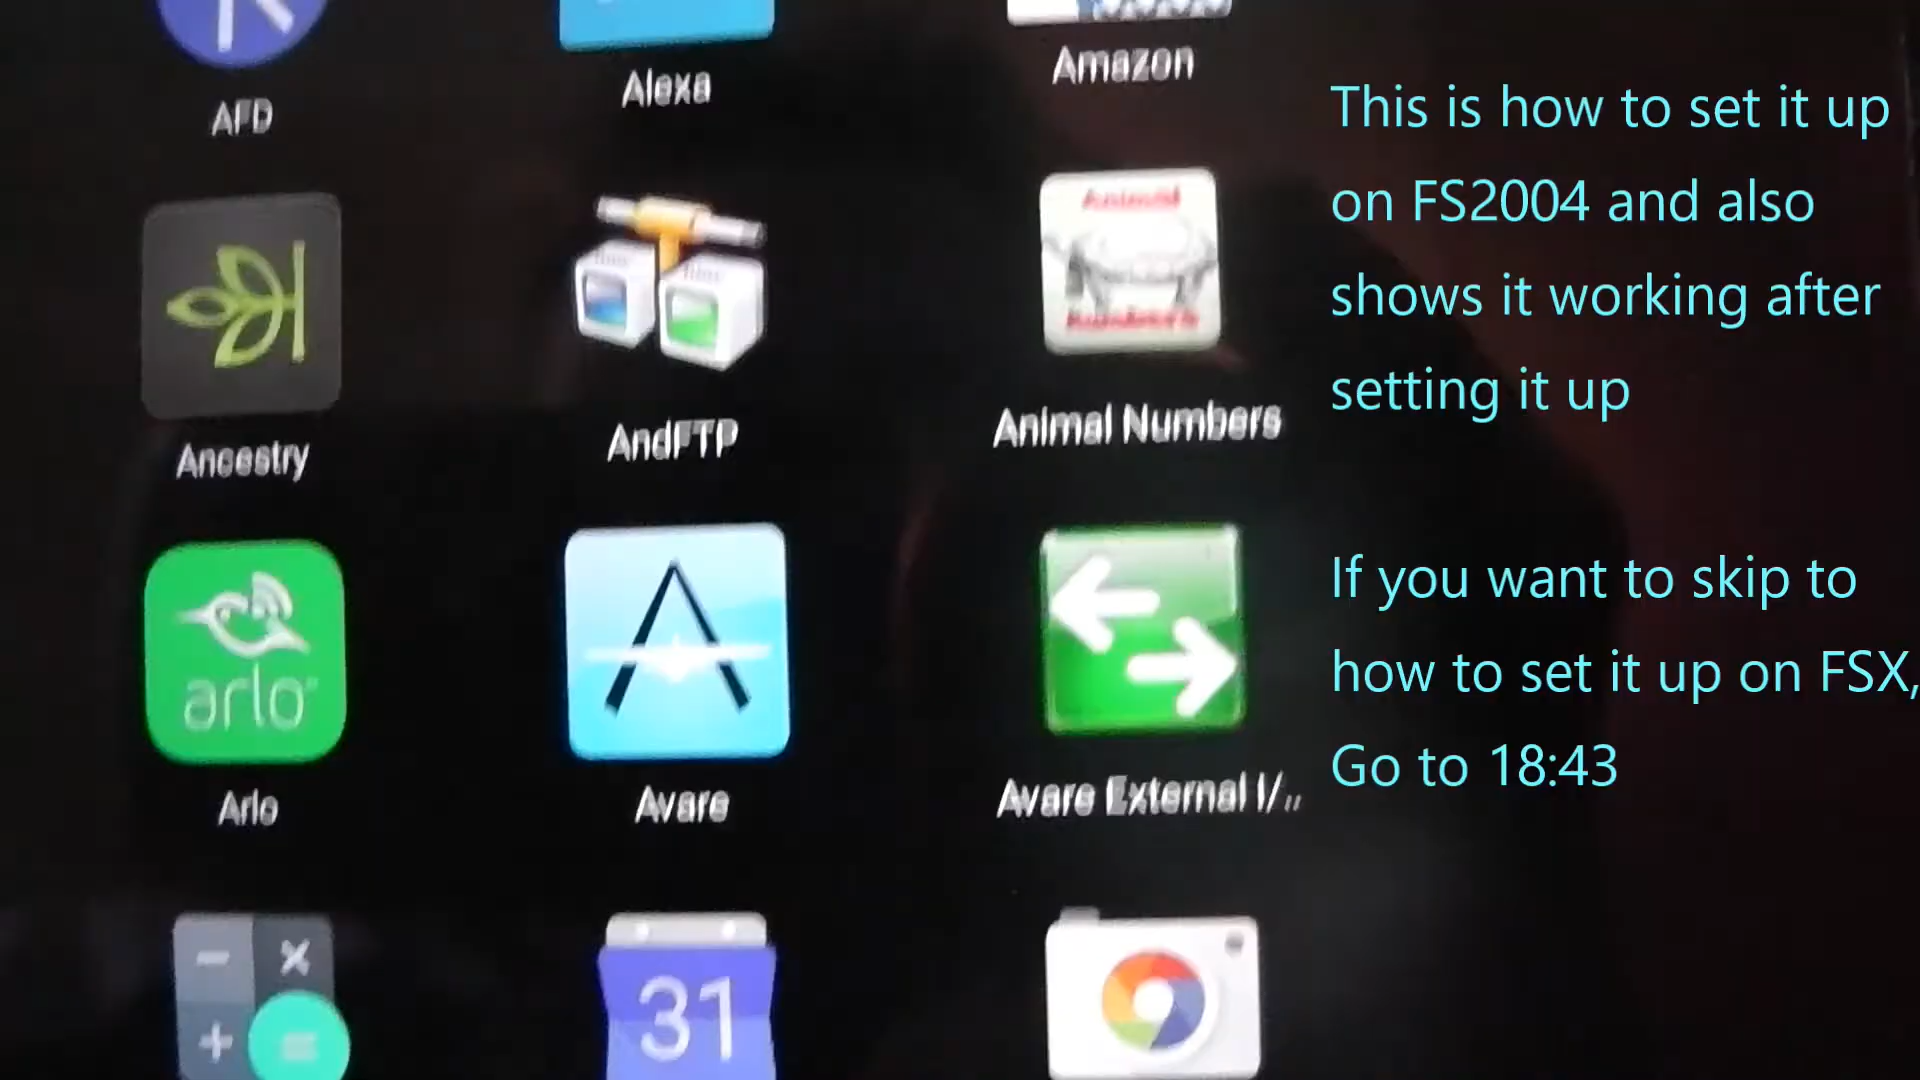 Amazon
Alexa
AFD
This is how to set it up
on FS2004 and also
shows it working after
setting it up
Animal
Numbers
Ancestry
AndFTP
Animal Numbers
If you want to skip to
how to set it up on FSX,
Go to 18:43
arlo
Arlo
Avare
Avare External I/..
31